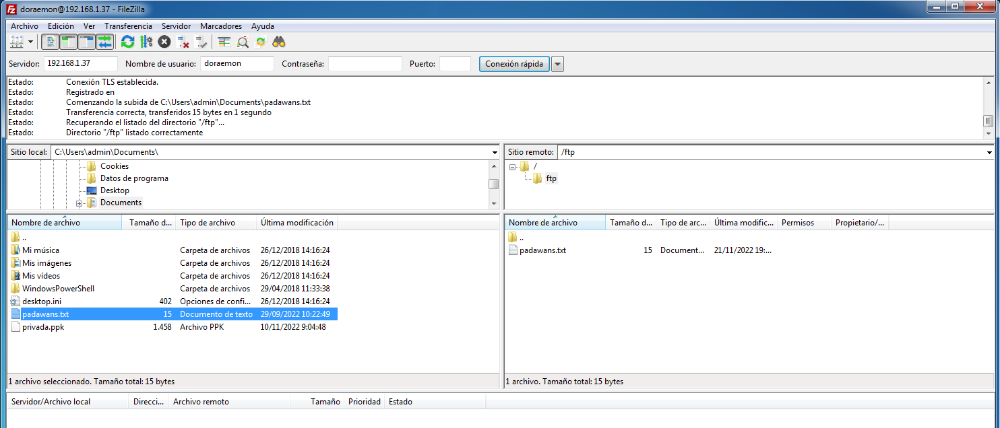 doraemon@192.168.1.37 - FileZilla
Archivo Edición Ver Transferencia Servidor Marcadores Ayuda
Servidor: 192.168.1.37 Nombre de usuario: doraemon Contraseña: Puerto: Conexión rápida
Estado: Conexión TLS establecida.
Estado: Registrado en
Estado: Comenzando la subida de C:\Users\admin\Documents\padawans.txt
Estado: Transferencia correcta, transferidos 15 bytes en 1 segundo
Estado: Recuperando el listado del directorio "/ftp"...
Estado: Directorio "/ftp" listado correctamente
Sitio local: C:\Users\admin\Documents\
Cookies
Datos de programa
Desktop
Documents
Nombre de archivo Tamaño d... Tipo de archivo Última modificación
..
Mi música Carpeta de archivos 26/12/2018 14:16:24
Mis imágenes Carpeta de archivos 26/12/2018 14:16:24
Mis vídeos Carpeta de archivos 26/12/2018 14:16:24
WindowsPowerShell Carpeta de archivos 29/04/2018 11:33:38
desktop.ini 402 Opciones de confi... 26/12/2018 14:16:24
padawans.txt 15 Documento de texto 29/09/2022 10:22:49
privada.ppk 1.458 Archivo PPK 10/11/2022 9:04:48
1 archivo seleccionado. Tamaño total: 15 bytes
Sitio remoto: /ftp
/
ftp
Nombre de archivo Tamaño d... Tipo de arc... Última modific... Permisos Propietario/...
..
padawans.txt 15 Document... 21/11/2022 19:...
1 archivo. Tamaño total: 15 bytes
Servidor/Archivo local Direcci... Archivo remoto Tamaño Prioridad Estado